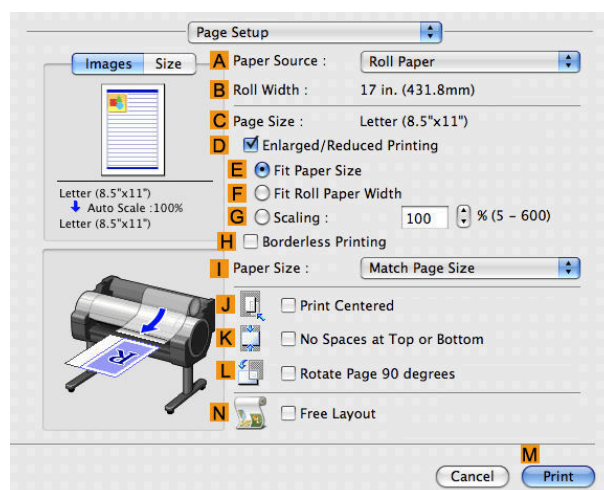 Page Setup
Images Size
A Paper Source : Roll Paper
B Roll Width : 17 in. (431.8mm)
C Page Size : Letter (8.5"x11")
D Enlarged/Reduced Printing
E Fit Paper Size
F Fit Roll Paper Width
G Scaling : 100 % (5 - 600)
H Borderless Printing
Letter (8.5"x11")
Auto Scale :100%
Letter (8.5"x11")
I Paper Size : Match Page Size
J Print Centered
K No Spaces at Top or Bottom
L Rotate Page 90 degrees
R
N Free Layout
M
Cancel Print